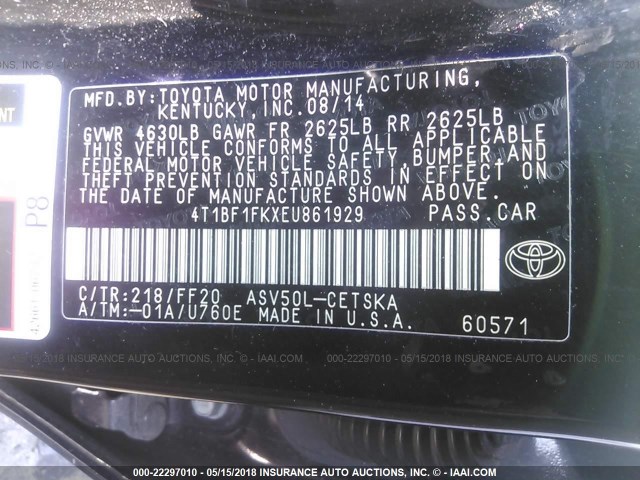 000-22297010 - 05/15/2018 INSURANCE AUTO AUCTIONS © - IAAI.COM
MFD.BY: TOYOTA MOTOR MANUFACTURING,
KENTUCKY, INC. 08/14
GVWR 4630LB GAWR FR 2625LB RR 2625LB
THIS VEHICLE CONFORMS TO ALL APPLICABLE
FEDERAL MOTOR VEHICLE SAFETY, BUMPER AND
THEFT PREVENTION STANDARDS IN EFFECT ON
THE DATE OF MANUFACTURE SHOWN ABOVE.
4T1BF1FKXEU861929 PASS.CAR
C/TR:218/FF20 ASV50L-CETSKA
A/TM:-01A/U760E MADE IN U.S.A.
60571
TOYOTA
P8
000-22297010 - 05/15/2018 INSURANCE AUTO AUCTIONS © - IAAI.COM